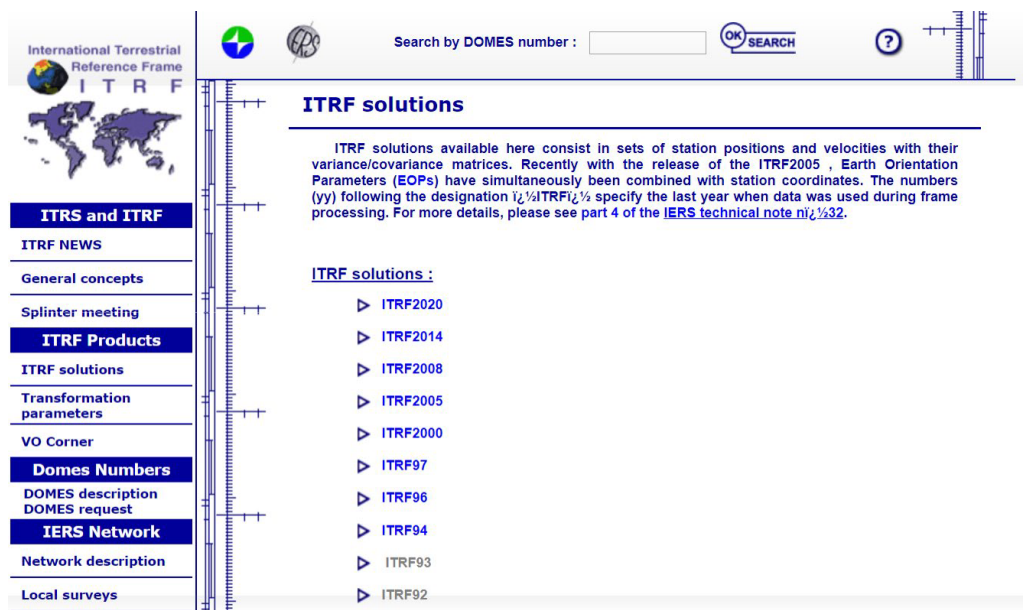 International Terrestrial
Reference Frame
I T R F
ITRS and ITRF
ITRF NEWS
General concepts
Splinter meeting
ITRF Products
ITRF solutions
Transformation
parameters
VO Corner
Domes Numbers
DOMES description
DOMES request
IERS Network
Network description
Local surveys
IERS
Search by DOMES number :
OK SEARCH
?
ITRF solutions
ITRF solutions available here consist in sets of station positions and velocities with their
variance/covariance matrices. Recently with the release of the ITRF2005 , Earth Orientation
Parameters (EOPs) have simultaneously been combined with station coordinates. The numbers
(yy) following the designation ï¿½ITRFï¿½ specify the last year when data was used during frame
processing. For more details, please see part 4 of the IERS technical note nï¿½32.
ITRF solutions :
ITRF2020
ITRF2014
ITRF2008
ITRF2005
ITRF2000
ITRF97
ITRF96
ITRF94
ITRF93
ITRF92